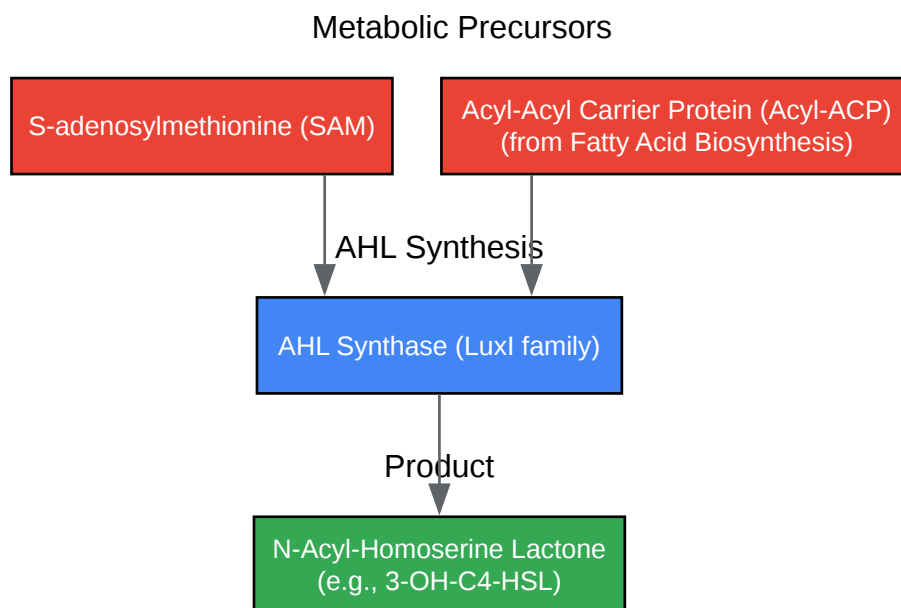 Metabolic Precursors
S-adenosylmethionine (SAM)
Acyl-Acyl Carrier Protein (Acyl-ACP)
(from Fatty Acid Biosynthesis)
AHL Synthesis
AHL Synthase (LuxI family)
Product
N-Acyl-Homoserine Lactone
(e.g., 3-OH-C4-HSL)